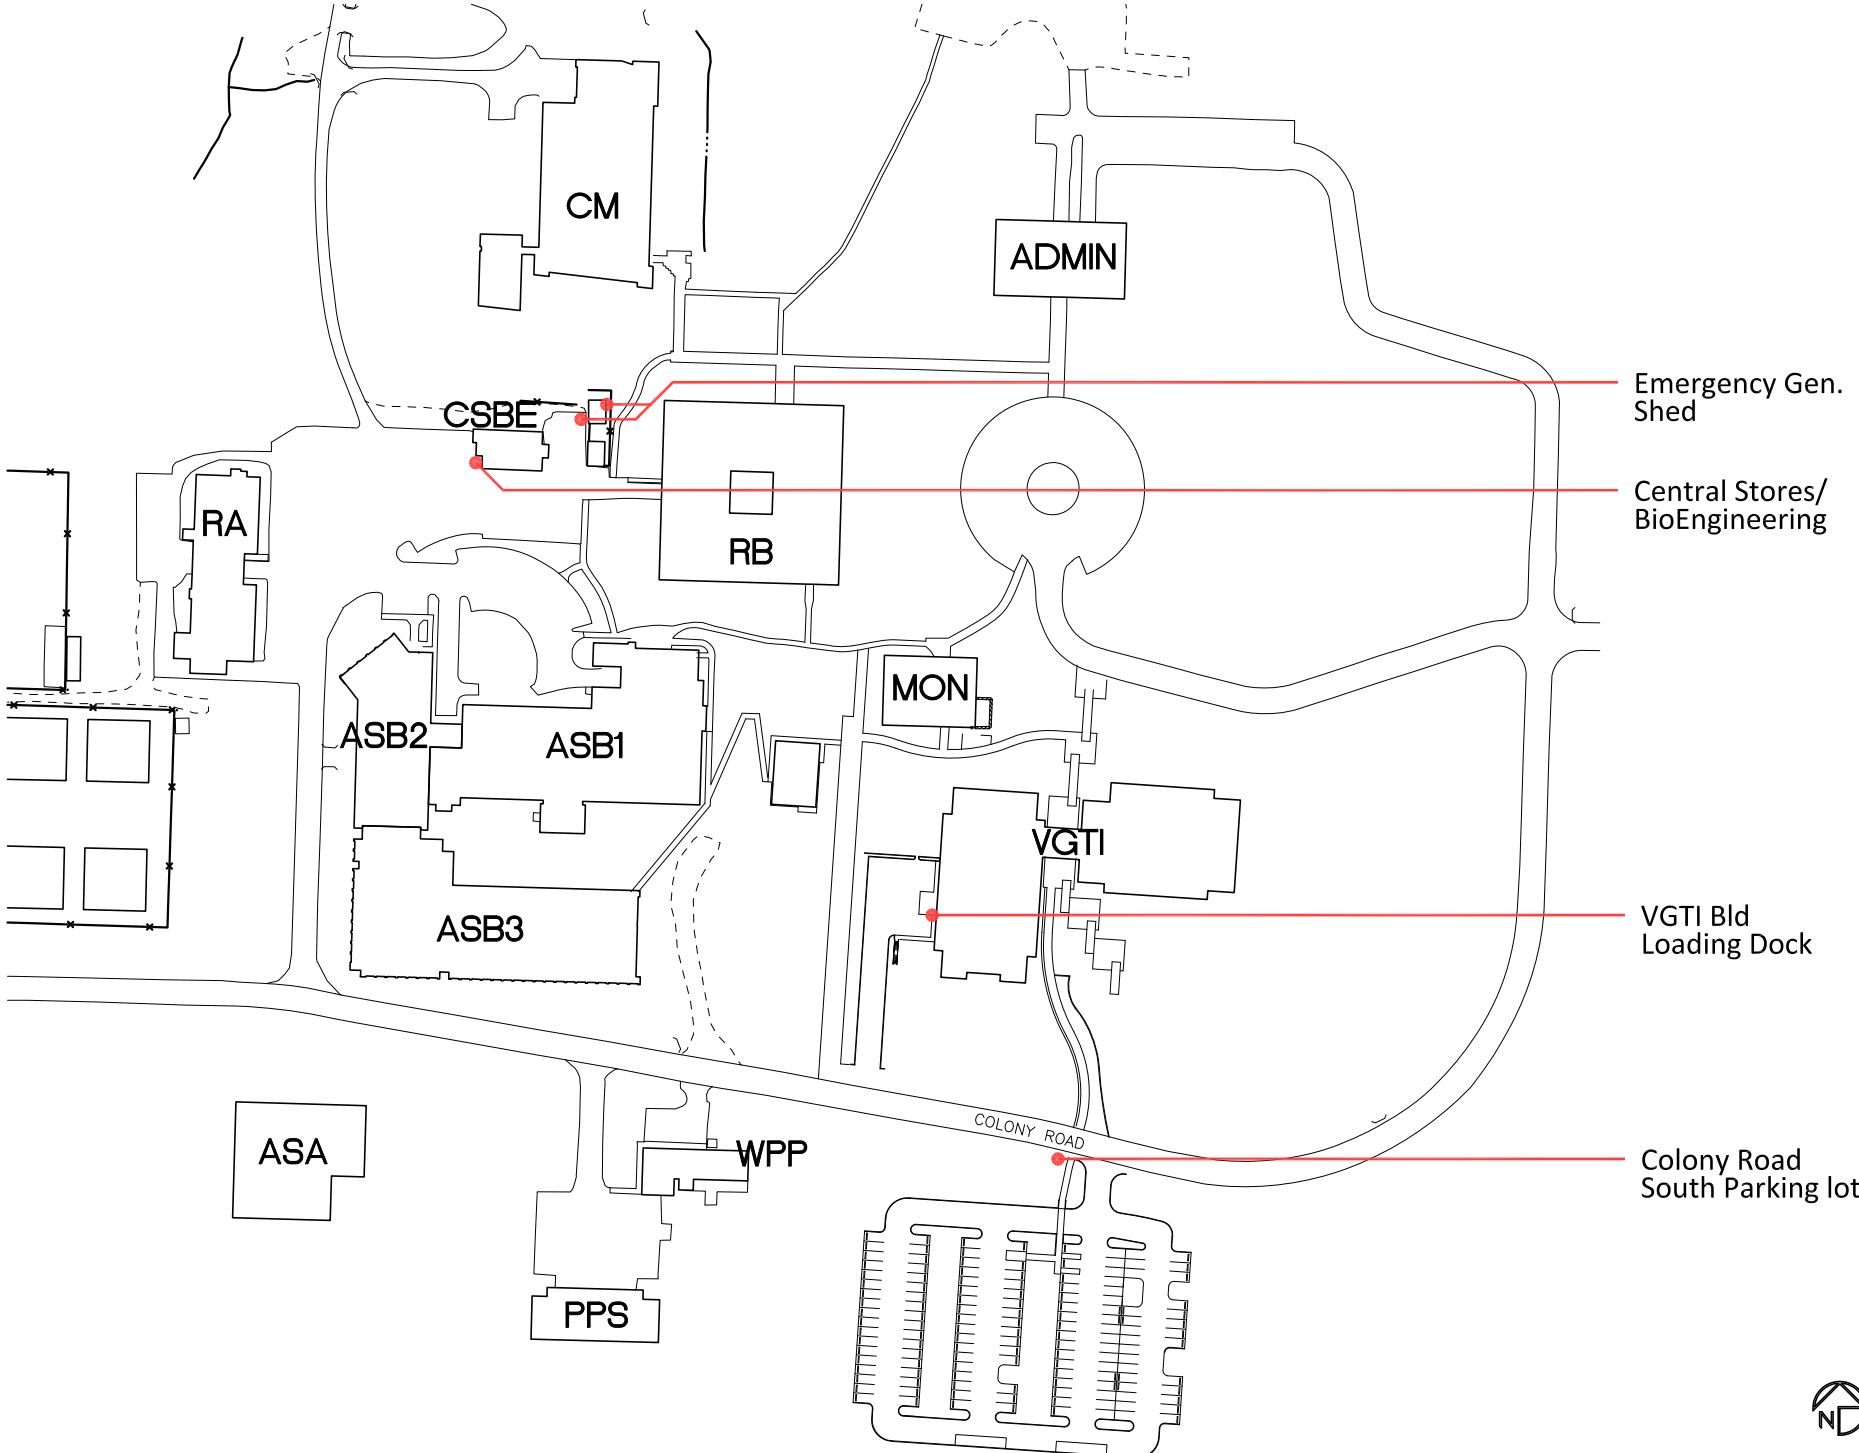 CM
ADMIN
Emergency Gen.
Shed
CSBE
Central Stores/
BioEngineering
RA
RB
MON
ASB2
ASB1
VGTI
VGTI Bld
Loading Dock
ASB3
COLONY ROAD
ASA
WPP
Colony Road
South Parking lot
PPS
N